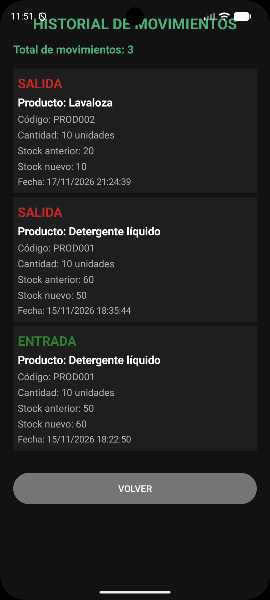 11:51
HISTORIAL DE MOVIMIENTOS
Total de movimientos: 3
SALIDA
Producto: Lavaloza
Código: PROD002
Cantidad: 10 unidades
Stock anterior: 20
Stock nuevo: 10
Fecha: 17/11/2026 21:24:39
SALIDA
Producto: Detergente líquido
Código: PROD001
Cantidad: 10 unidades
Stock anterior: 60
Stock nuevo: 50
Fecha: 15/11/2026 18:35:44
ENTRADA
Producto: Detergente líquido
Código: PROD001
Cantidad: 10 unidades
Stock anterior: 50
Stock nuevo: 60
Fecha: 15/11/2026 18:22:50
VOLVER